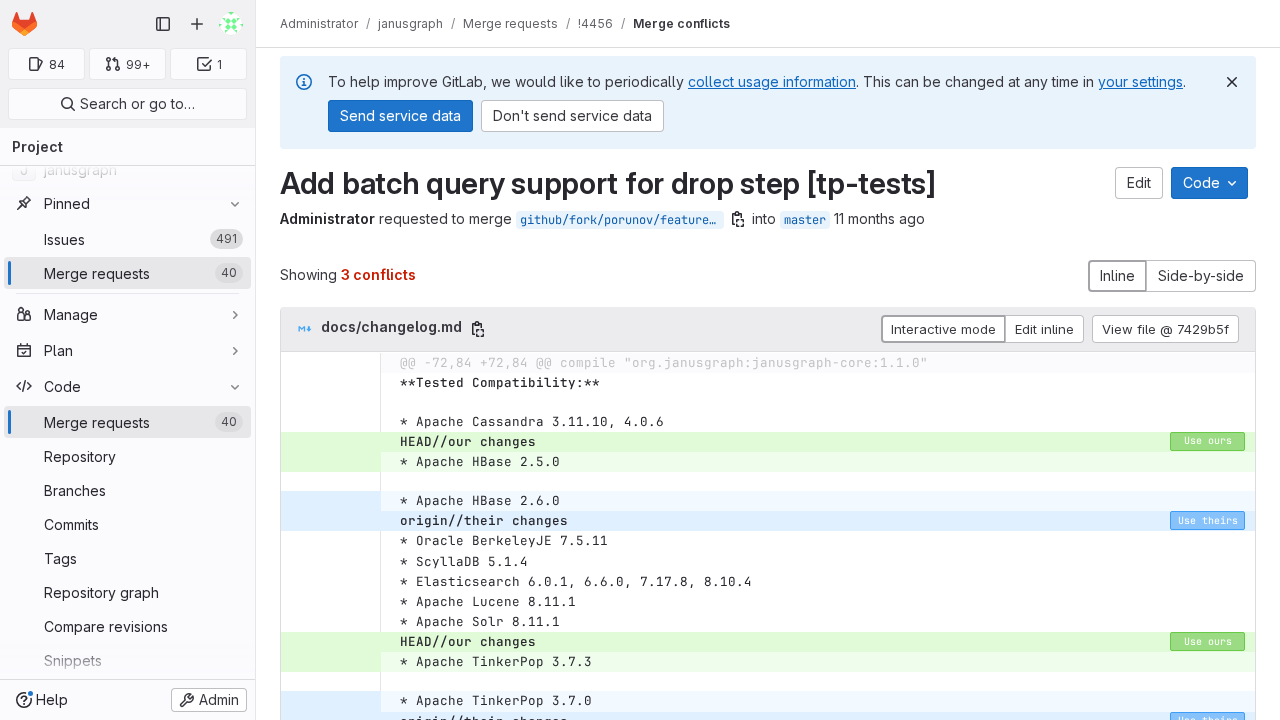 Administrator / janusgraph / Merge requests / !4456 / Merge conflicts
84
99+
1
Search or go to…
Project
J janusgraph
Pinned
Issues 491
Merge requests 40
Manage
Plan
Code
Merge requests 40
Repository
Branches
Commits
Tags
Repository graph
Compare revisions
Snippets
Help
Admin
To help improve GitLab, we would like to periodically collect usage information. This can be changed at any time in your settings.
Send service data
Don't send service data
Add batch query support for drop step [tp-tests]
Edit
Code
Administrator requested to merge github/fork/porunov/feature… into master 11 months ago
Showing 3 conflicts
Inline
Side-by-side
docs/changelog.md
Interactive mode
Edit inline
View file @ 7429b5f
@@ -72,84 +72,84 @@ compile "org.janusgraph:janusgraph-core:1.1.0"
**Tested Compatibility:**
* Apache Cassandra 3.11.10, 4.0.6
HEAD//our changes Use ours
* Apache HBase 2.5.0
* Apache HBase 2.6.0
origin//their changes Use theirs
* Oracle BerkeleyJE 7.5.11
* ScyllaDB 5.1.4
* Elasticsearch 6.0.1, 6.6.0, 7.17.8, 8.10.4
* Apache Lucene 8.11.1
* Apache Solr 8.11.1
HEAD//our changes Use ours
* Apache TinkerPop 3.7.3
* Apache TinkerPop 3.7.0
origin//their changes Use theirs